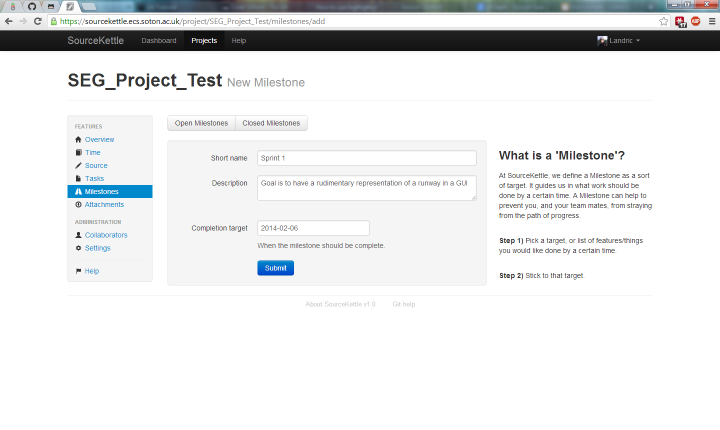 https://sourcekettle.ecs.soton.ac.uk/project/SEG_Project_Test/milestones/add
SourceKettle Dashboard Projects Help Landric
SEG_Project_Test New Milestone
FEATURES
Overview
Time
Source
Tasks
Milestones
Attachments
ADMINISTRATION
Collaborators
Settings
Help
Open Milestones Closed Milestones
Short name Sprint 1
Description Goal is to have a rudimentary representation of a runway in a GUI
Completion target 2014-02-06
When the milestone should be complete.
Submit
What is a 'Milestone'?
At SourceKettle, we define a Milestone as a sort
of target. It guides us in what work should be
done by a certain time. A Milestone can help to
prevent you, and your team mates, from straying
from the path of progress.
Step 1) Pick a target, or list of features/things
you would like done by a certain time.
Step 2) Stick to that target.
About SourceKettle v1.0 Git help